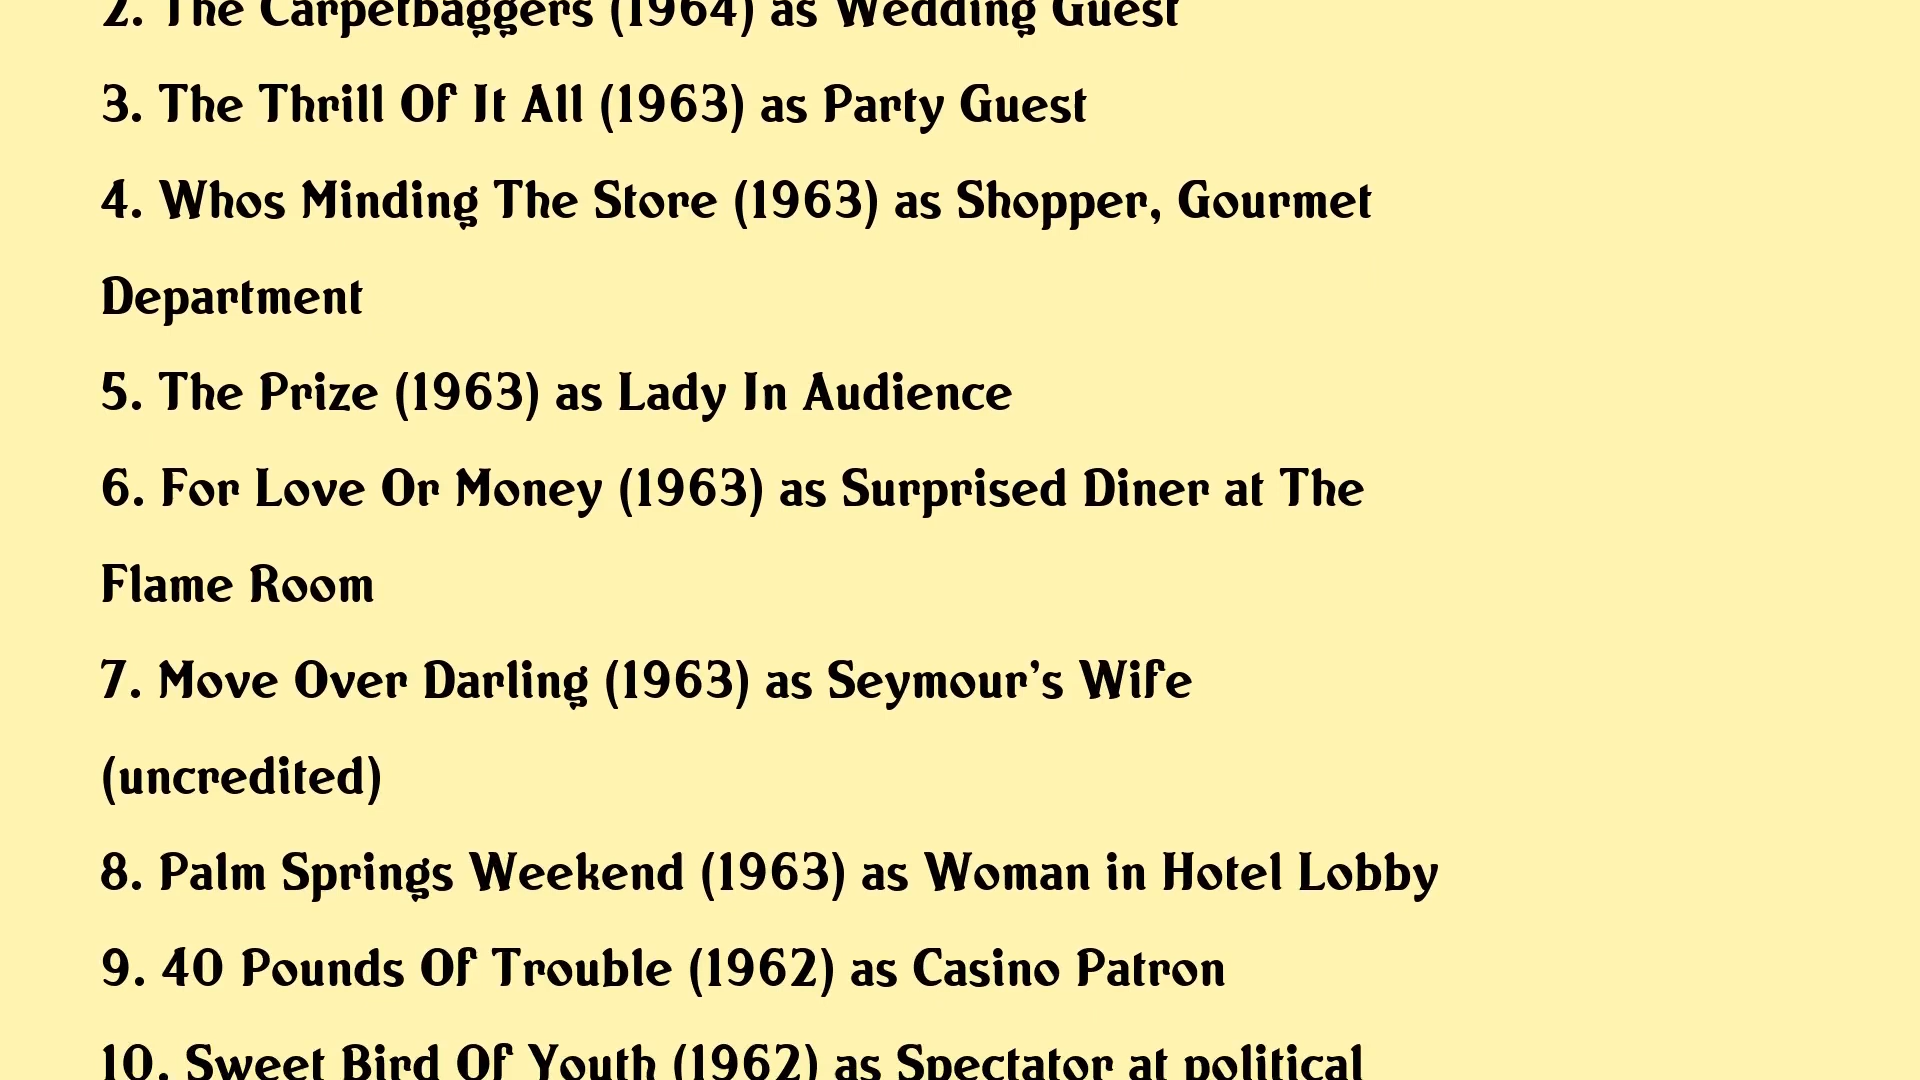 2. The Carpetbaggers (1964) as Wedding Guest
3. The Thrill Of It All (1963) as Party Guest
4. Whos Minding The Store (1963) as Shopper, Gourmet
Department
5. The Prize (1963) as Lady In Audience
6. For Love Or Money (1963) as Surprised Diner at The
Flame Room
7. Move Over Darling (1963) as Seymour’s Wife
(uncredited)
8. Palm Springs Weekend (1963) as Woman in Hotel Lobby
9. 40 Pounds Of Trouble (1962) as Casino Patron
10. Sweet Bird Of Youth (1962) as Spectator at political